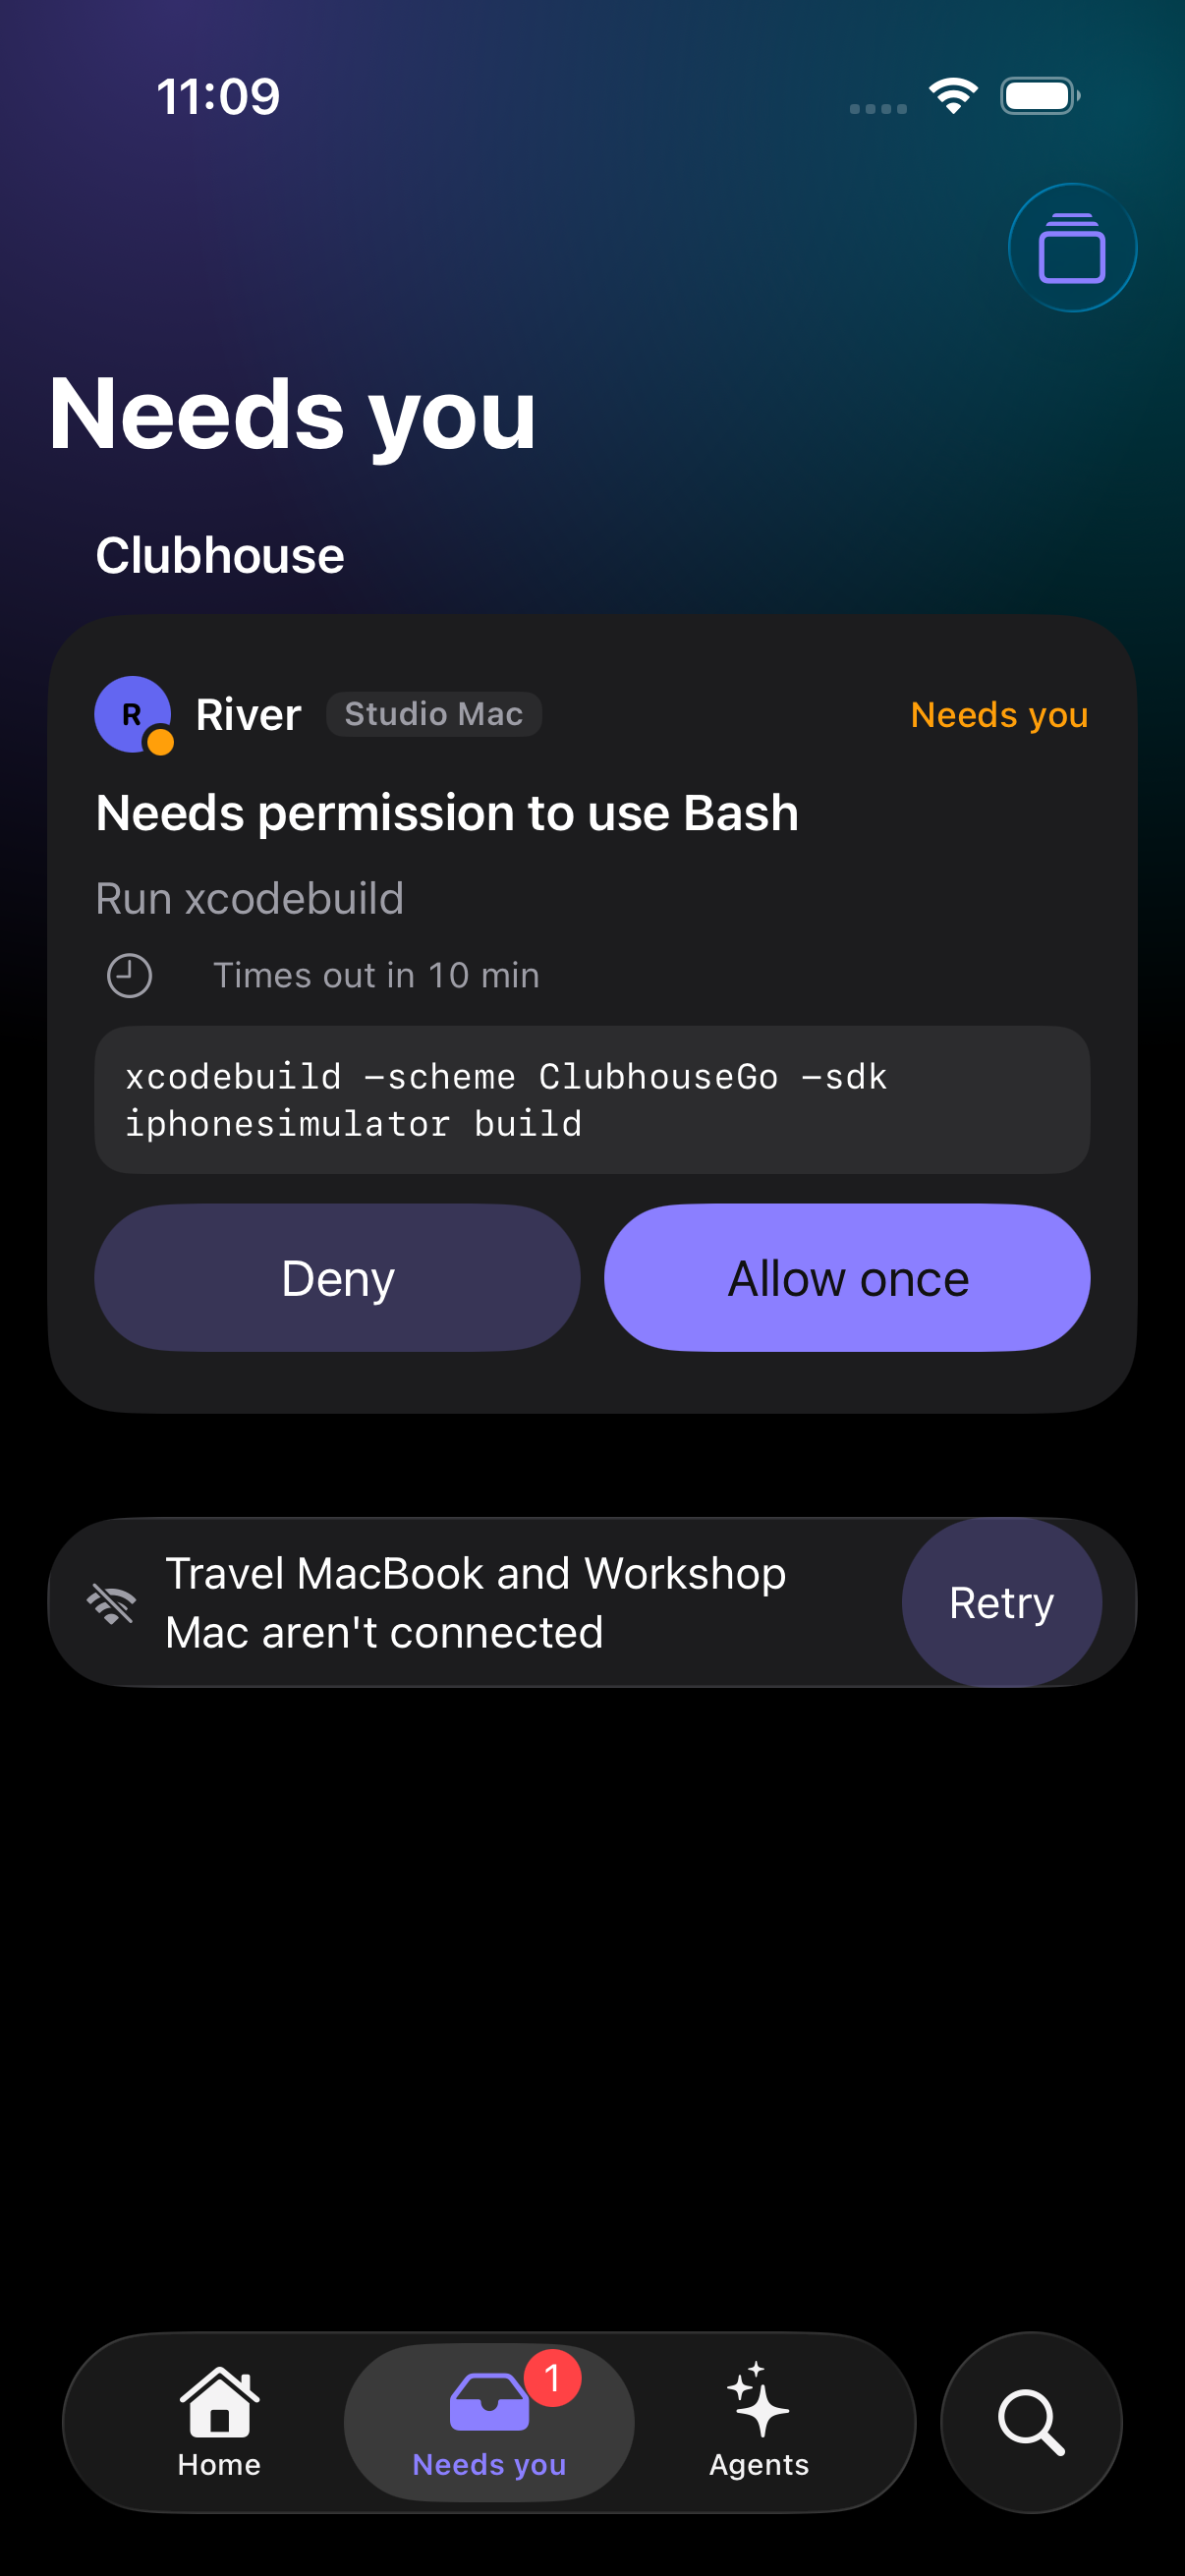 11:09
Needs you
Clubhouse
R River Studio Mac Needs you
Needs permission to use Bash
Run xcodebuild
Times out in 10 min
xcodebuild -scheme ClubhouseGo -sdk
iphonesimulator build
Deny Allow once
Travel MacBook and Workshop
Mac aren't connected
Retry
1
Home Needs you Agents